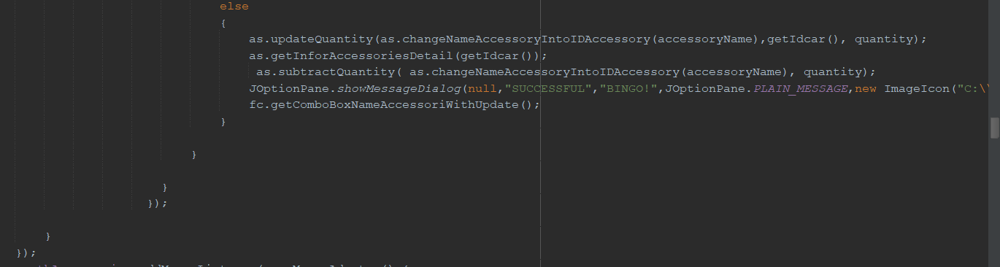 else
{
as.updateQuantity(as.changeNameAccessoryIntoIDAccessory(accessoryName),getIdcar(), quantity);
as.getInforAccessoriesDetail(getIdcar());
as.subtractQuantity( as.changeNameAccessoryIntoIDAccessory(accessoryName), quantity);
JOptionPane.showMessageDialog(null,"SUCCESSFUL","BINGO!",JOptionPane.PLAIN_MESSAGE,new ImageIcon("C:\\
fc.getComboBoxNameAccessoriWithUpdate();
}
}
}
});
}
});